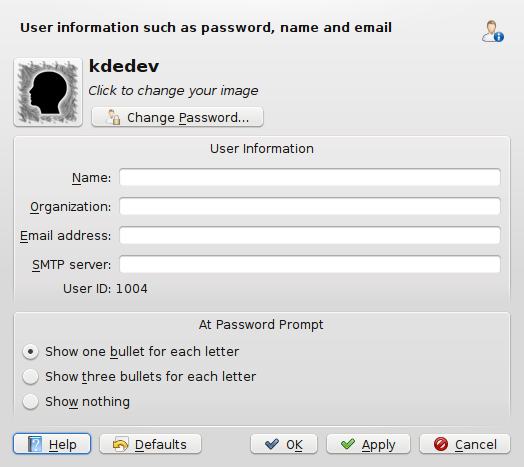 User information such as password, name and email
kdedev
Click to change your image
Change Password...
User Information
Name:
Organization:
Email address:
SMTP server:
User ID: 1004
At Password Prompt
Show one bullet for each letter
Show three bullets for each letter
Show nothing
Help Defaults OK Apply Cancel